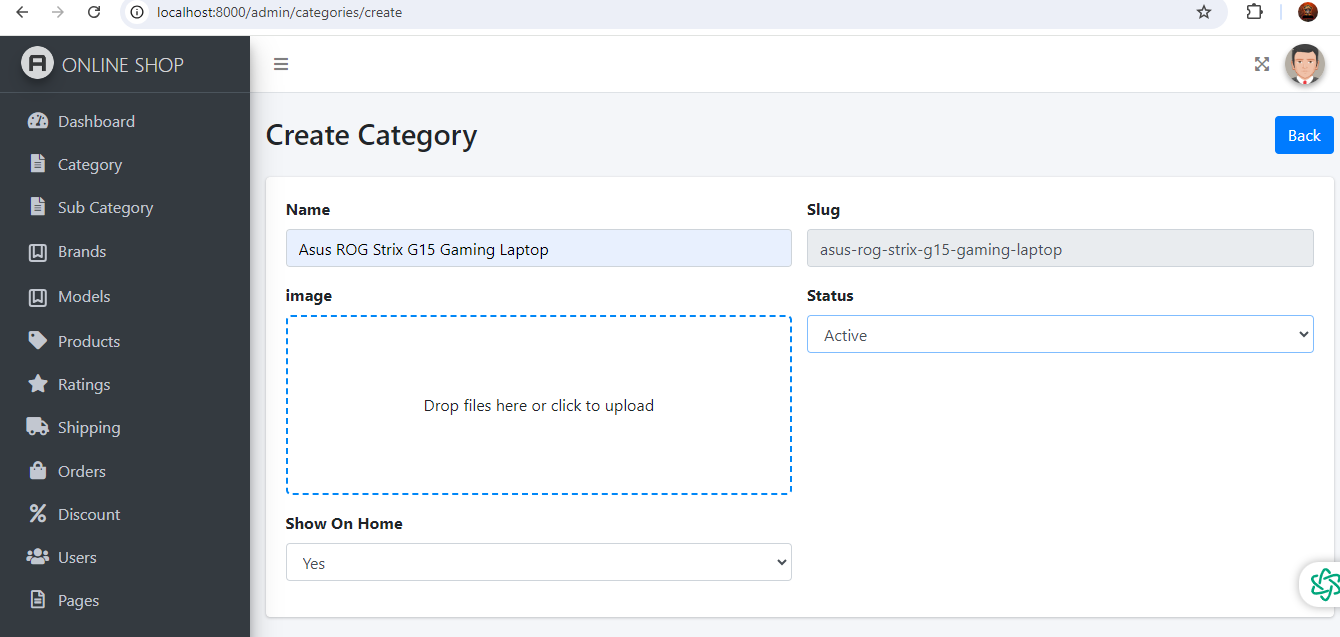 localhost:8000/admin/categories/create
ONLINE SHOP
Dashboard
Category
Sub Category
Brands
Models
Products
Ratings
Shipping
Orders
Discount
Users
Pages
Create Category
Back
Name
Asus ROG Strix G15 Gaming Laptop
Slug
asus-rog-strix-g15-gaming-laptop
image
Drop files here or click to upload
Status
Active
Show On Home
Yes